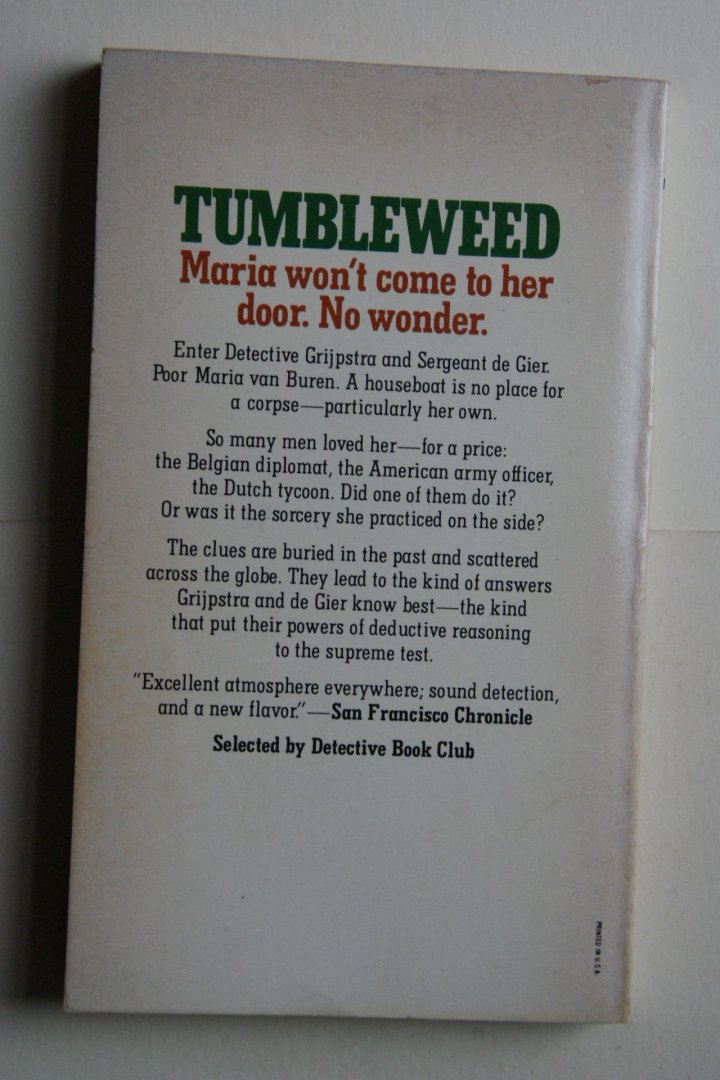 TUMBLEWEED
Maria won't come to her
door. No wonder.
Enter Detective Grijpstra and Sergeant de Gier.
Poor Maria van Buren. A houseboat is no place for
a corpse—particularly her own.
So many men loved her—for a price:
the Belgian diplomat, the American army officer,
the Dutch tycoon. Did one of them do it?
Or was it the sorcery she practiced on the side?
The clues are buried in the past and scattered
across the globe. They lead to the kind of answers
Grijpstra and de Gier know best—the kind
that put their powers of deductive reasoning
to the supreme test.
"Excellent atmosphere everywhere; sound detection,
and a new flavor."—San Francisco Chronicle
Selected by Detective Book Club
PRINTED IN U.S.A.